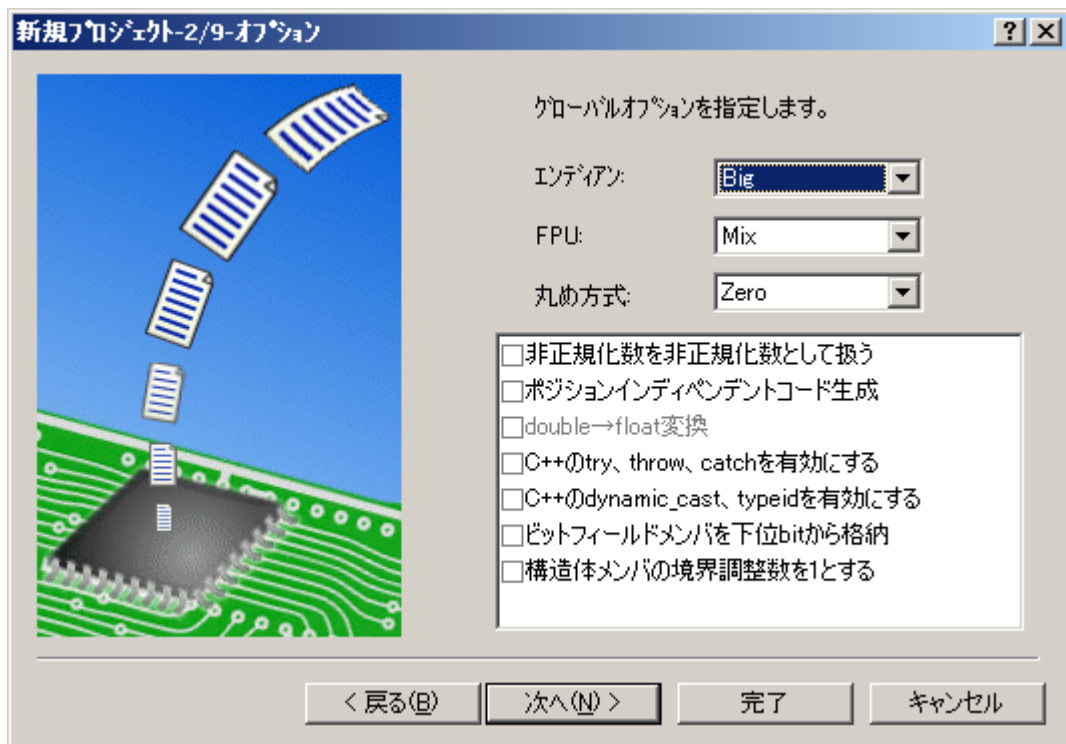 新規ﾌﾟﾛｼﾞｪｸﾄ-2/9-ｵﾌﾟｼｮﾝ
ｸﾞﾛｰﾊﾞﾙｵﾌﾟｼｮﾝを指定します。
ｴﾝﾃﾞｨｱﾝ: Big
FPU: Mix
丸め方式: Zero
非正規化数を非正規化数として扱う
ポジションインディペンデントコード生成
double→float変換
C++のtry、throw、catchを有効にする
C++のdynamic_cast、typeidを有効にする
ビットフィールドメンバを下位bitから格納
構造体メンバの境界調整数を1とする
< 戻る(B) 次へ(N) > 完了 キャンセル